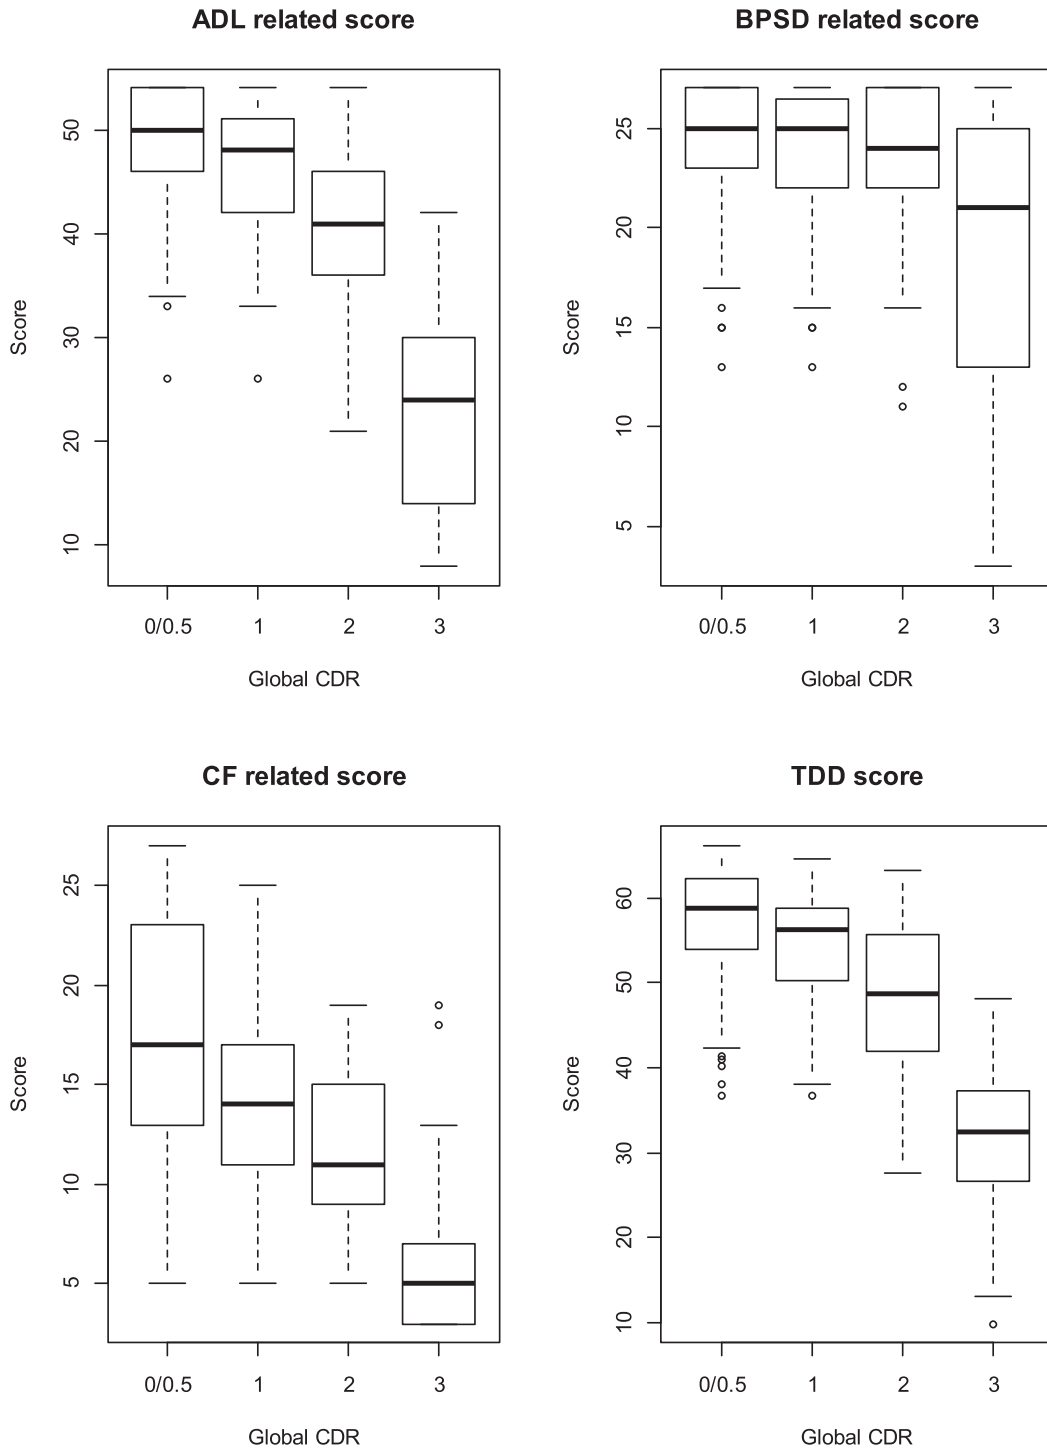 ADL related score
Score
50
40
30
20
10
0/0.5 1 2 3
Global CDR
BPSD related score
Score
25
20
15
10
5
0/0.5 1 2 3
Global CDR
CF related score
Score
25
20
15
10
5
0/0.5 1 2 3
Global CDR
TDD score
Score
60
50
40
30
20
10
0/0.5 1 2 3
Global CDR